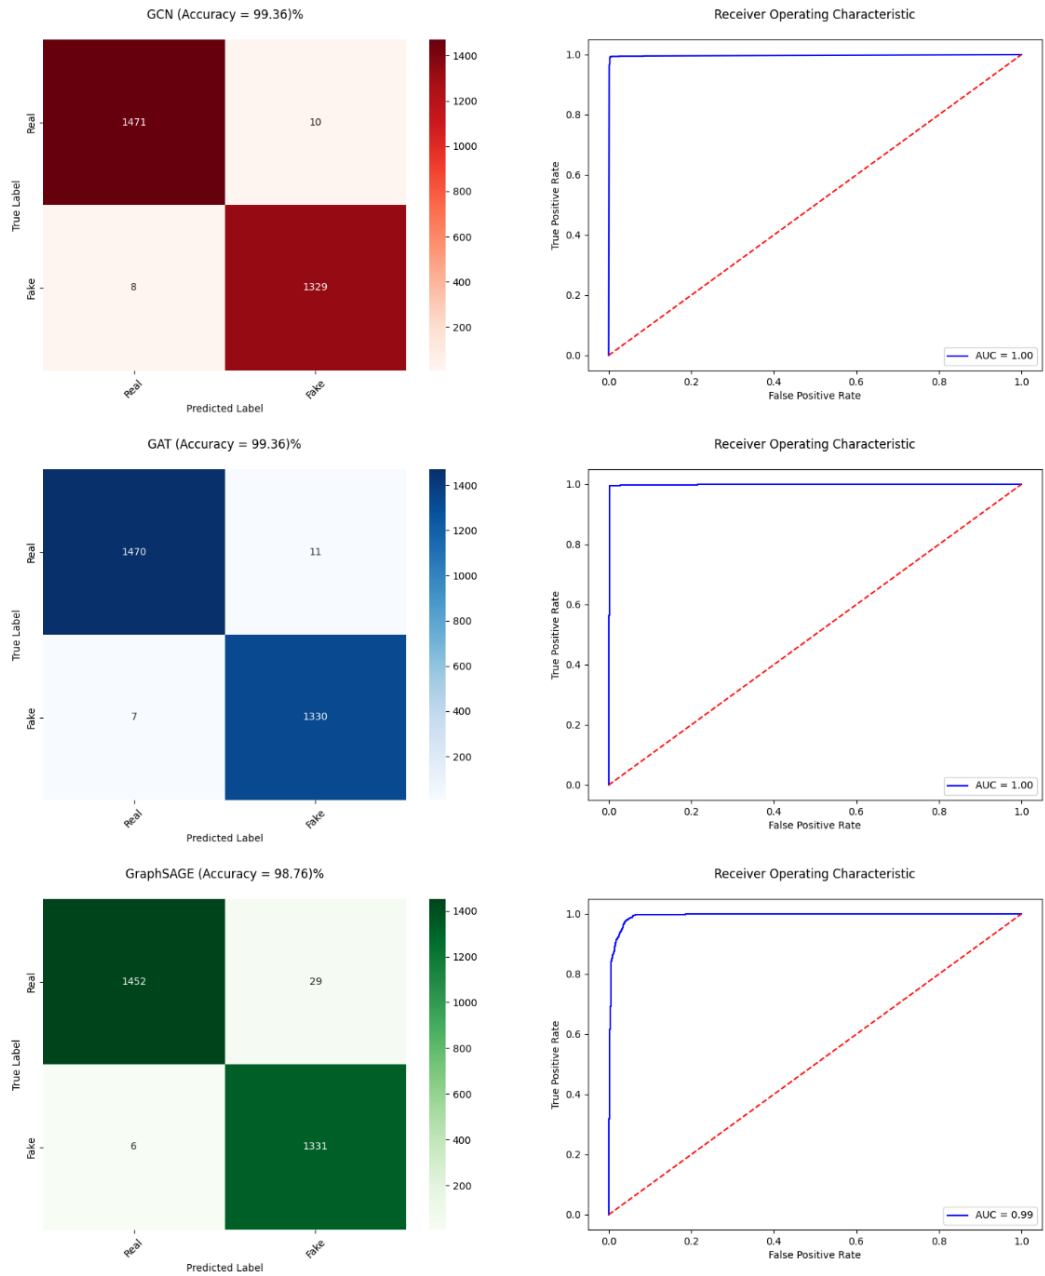 GCN (Accuracy = 99.36)%
Real
Fake
True Label
1471
10
8
1329
Real
Fake
Predicted Label
1400
1200
1000
800
600
400
200
Receiver Operating Characteristic
True Positive Rate
1.0
0.8
0.6
0.4
0.2
0.0
0.0
0.2
0.4
0.6
0.8
1.0
False Positive Rate
AUC = 1.00
GAT (Accuracy = 99.36)%
Real
Fake
True Label
1470
11
7
1330
Real
Fake
Predicted Label
1400
1200
1000
800
600
400
200
Receiver Operating Characteristic
True Positive Rate
1.0
0.8
0.6
0.4
0.2
0.0
0.0
0.2
0.4
0.6
0.8
1.0
False Positive Rate
AUC = 1.00
GraphSAGE (Accuracy = 98.76)%
Real
Fake
True Label
1452
29
6
1331
Real
Fake
Predicted Label
1400
1200
1000
800
600
400
200
Receiver Operating Characteristic
True Positive Rate
1.0
0.8
0.6
0.4
0.2
0.0
0.0
0.2
0.4
0.6
0.8
1.0
False Positive Rate
AUC = 0.99